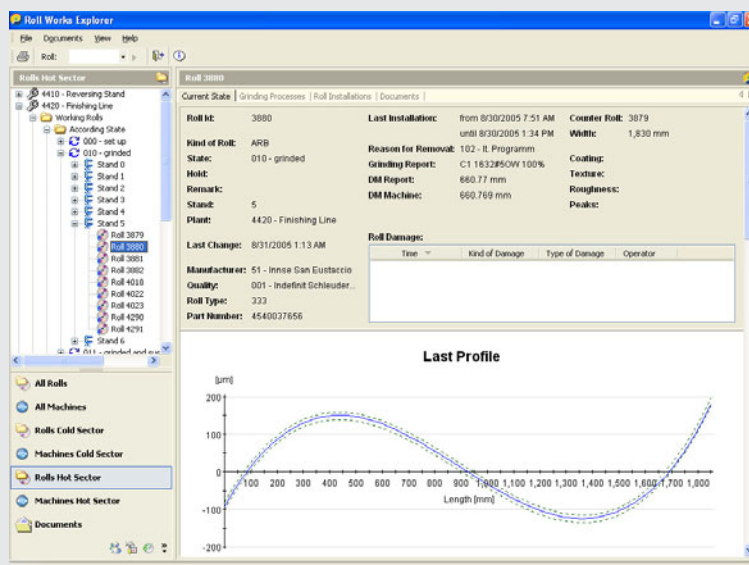 Roll Works Explorer
File Documents View Help
Roll:
Rolls Hot Sector
4410 - Reversing Stand
4420 - Finishing Line
Working Rolls
According State
000 - set up
010 - grinded
Stand 0
Stand 1
Stand 2
Stand 3
Stand 4
Stand 5
Roll 3879
Roll 3880
Roll 3881
Roll 3882
Roll 4018
Roll 4022
Roll 4023
Roll 4290
Roll 4291
Stand 6
All Rolls
All Machines
Rolls Cold Sector
Machines Cold Sector
Rolls Hot Sector
Machines Hot Sector
Documents
Roll 3880
Current State | Grinding Processes | Roll Installations | Documents |
Roll Id: 3880
Kind of Roll: ARB
State: 010 - grinded
Hold:
Remark:
Stand: 5
Plant: 4420 - Finishing Line
Last Change: 8/31/2005 1:13 AM
Manufacturer: 51 - Innse San Eustaccio
Quality: 001 - Indefinit Schleuder...
Roll Type: 333
Part Number: 4540037656
Last Installation: from 8/30/2005 7:51 AM
until 8/30/2005 1:34 PM
Reason for Removal: 102 - lt. Programm
Grinding Report: C1 1632#5OW 100%
DM Report: 660.77 mm
DM Machine: 660.769 mm
Counter Roll: 3879
Width: 1,830 mm
Coating:
Texture:
Roughness:
Peaks:
Roll Damage:
Time Kind of Damage Type of Damage Operator
Last Profile
[µm]
200
100
0
-100
-200
100 200 300 400 500 600 700 800 900 1,000 1,100 1,200 1,300 1,400 1,500 1,600 1,700 1,800
Length [mm]